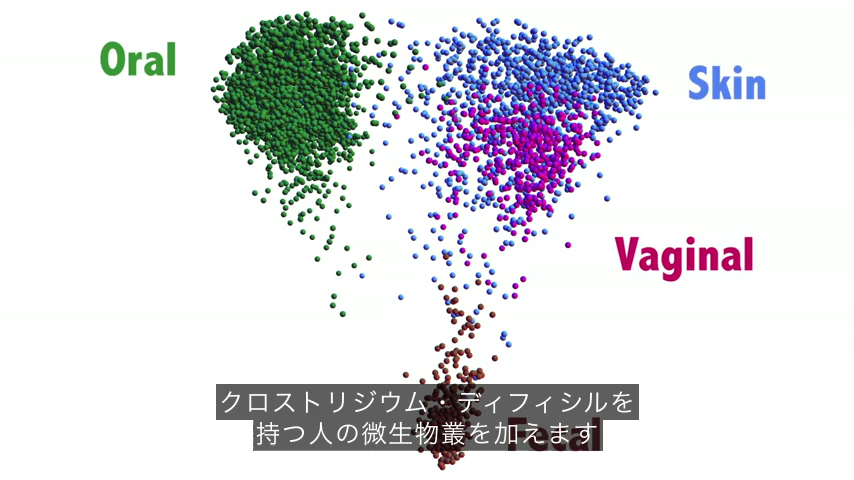 Oral
Skin
Vaginal
Fecal
クロストリジウム・ディフィシルを
持つ人の微生物叢を加えます